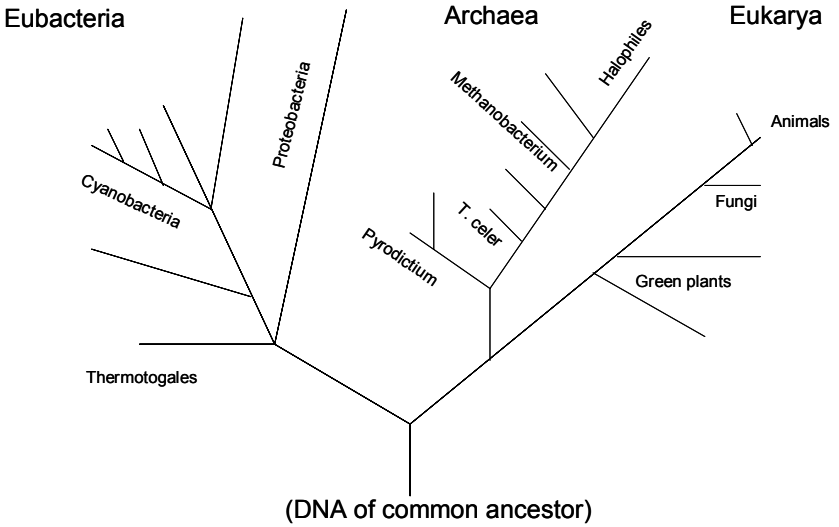 Eubacteria
Archaea
Eukarya
Proteobacteria
Halophiles
Methanobacterium
Animals
Cyanobacteria
T. celer
Fungi
Pyrodictium
Green plants
Thermotogales
(DNA of common ancestor)